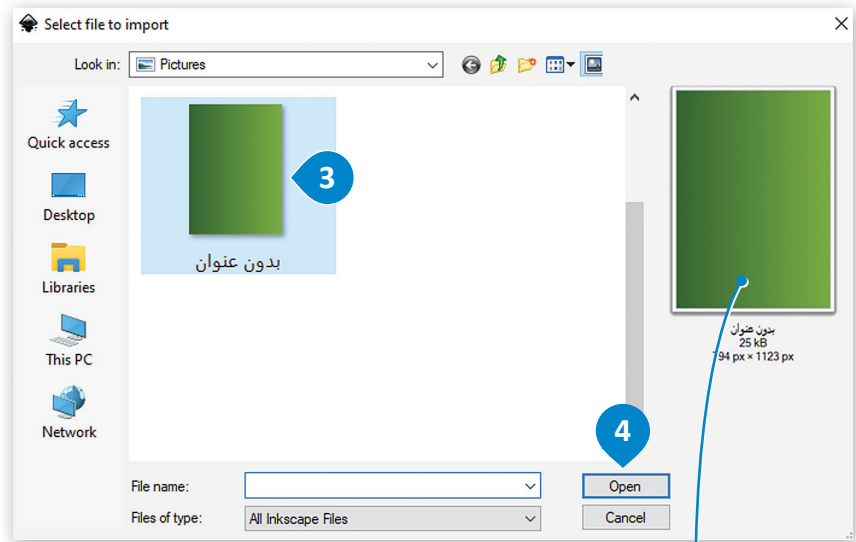 Select file to import
Look in:
Pictures
Quick access
Desktop
Libraries
This PC
Network
3
بدون عنوان
بدون عنوان
25 kB
94 px × 1123 px
4
File name:
Open
Files of type:
All Inkscape Files
Cancel